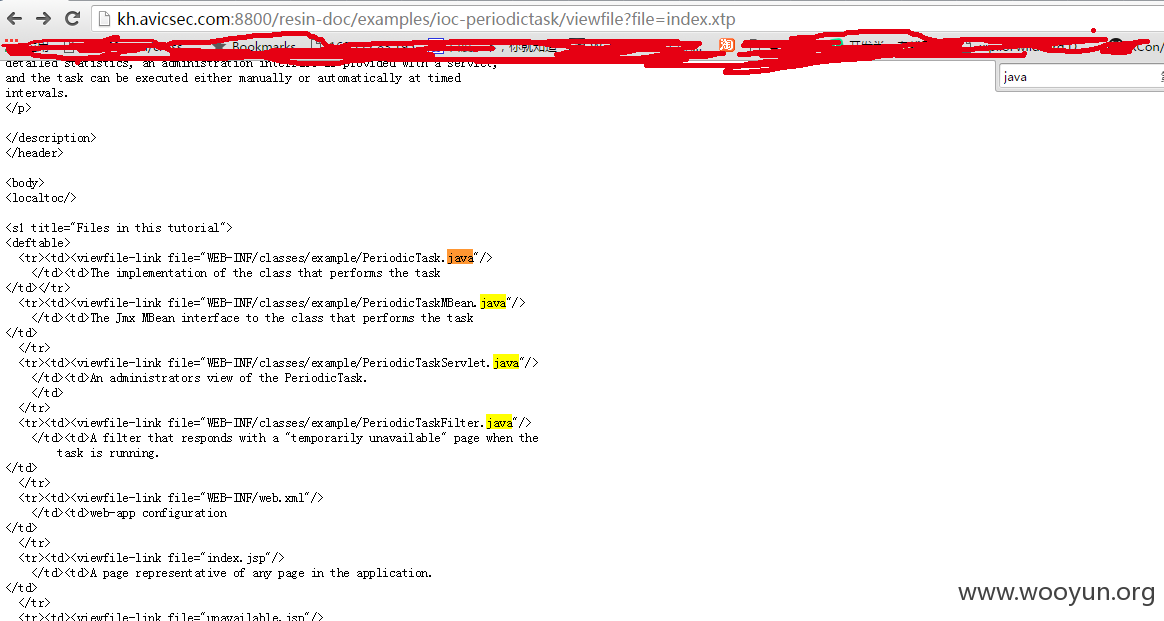 kh.avicsec.com:8800/resin-doc/examples/ioc-periodictask/viewfile?file=index.xtp
Bookmarks
java
detailed statistics, an administration interface is provided with a servlet,
and the task can be executed either manually or automatically at timed
intervals.
</p>
</description>
</header>
<body>
<localtoc/>
<s1 title="Files in this tutorial">
<deftable>
<tr><td><viewfile-link file="WEB-INF/classes/example/PeriodicTask.java"/>
</td><td>The implementation of the class that performs the task
</td></tr>
<tr><td><viewfile-link file="WEB-INF/classes/example/PeriodicTaskMBean.java"/>
</td><td>The Jmx MBean interface to the class that performs the task
</td>
</tr>
<tr><td><viewfile-link file="WEB-INF/classes/example/PeriodicTaskServlet.java"/>
</td><td>An administrators view of the PeriodicTask.
</td>
</tr>
<tr><td><viewfile-link file="WEB-INF/classes/example/PeriodicTaskFilter.java"/>
</td><td>A filter that responds with a "temporarily unavailable" page when the
task is running.
</td>
</tr>
<tr><td><viewfile-link file="WEB-INF/web.xml"/>
</td><td>web-app configuration
</td>
</tr>
<tr><td><viewfile-link file="index.jsp"/>
</td><td>A page representative of any page in the application.
</td>
</tr>
<tr><td><viewfile-link file="unavailable.jsp"/>
www.wooyun.org